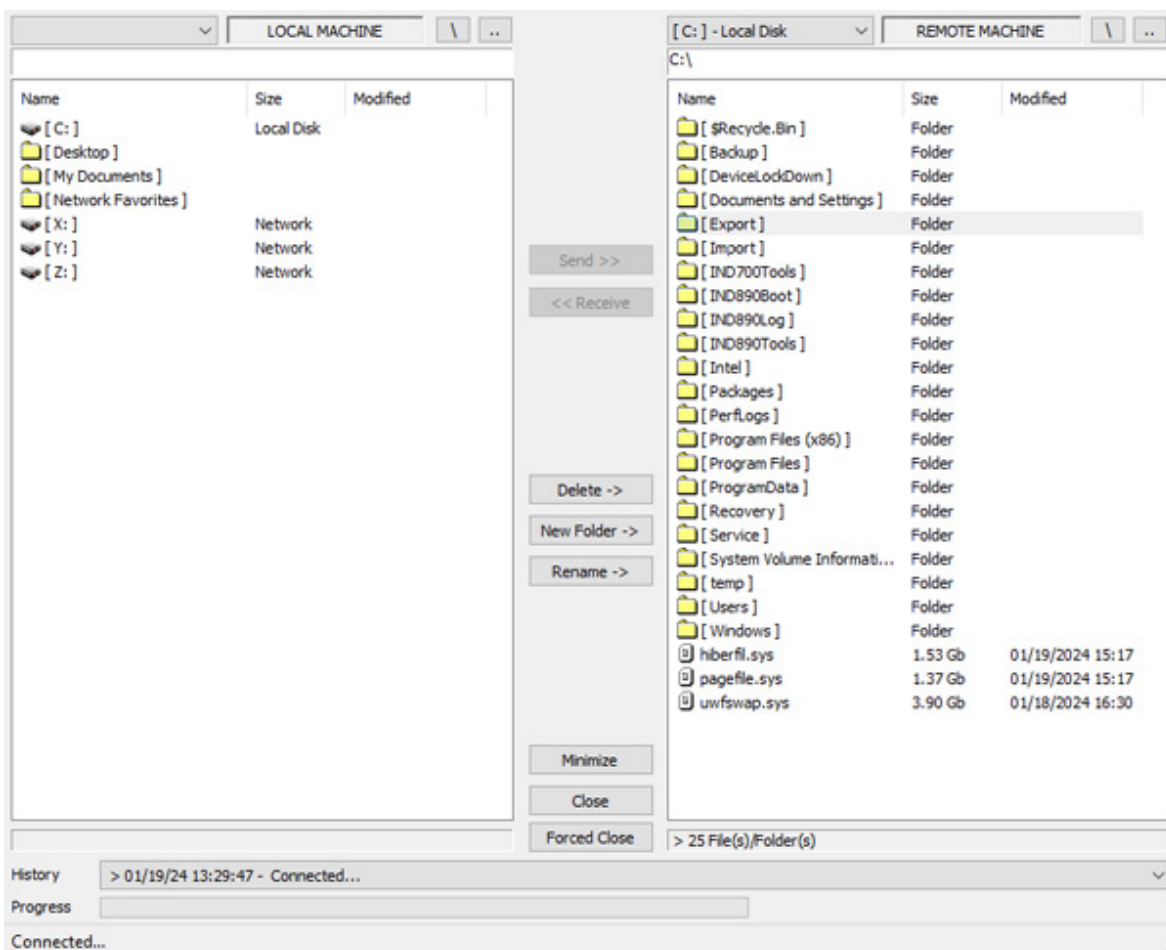 LOCAL MACHINE \ ..
Name Size Modified
[ C: ] Local Disk
[ Desktop ]
[ My Documents ]
[ Network Favorites ]
[ X: ] Network
[ Y: ] Network
[ Z: ] Network
Send >>
<< Receive
Delete ->
New Folder ->
Rename ->
Minimize
Close
Forced Close
[ C: ] - Local Disk REMOTE MACHINE \ ..
C:\
Name Size Modified
[ $Recycle.Bin ] Folder
[ Backup ] Folder
[ DeviceLockDown ] Folder
[ Documents and Settings ] Folder
[ Export ] Folder
[ Import ] Folder
[ IND700Tools ] Folder
[ IND890Boot ] Folder
[ IND890Log ] Folder
[ IND890Tools ] Folder
[ Intel ] Folder
[ Packages ] Folder
[ PerfLogs ] Folder
[ Program Files (x86) ] Folder
[ Program Files ] Folder
[ ProgramData ] Folder
[ Recovery ] Folder
[ Service ] Folder
[ System Volume Informati... Folder
[ temp ] Folder
[ Users ] Folder
[ Windows ] Folder
hiberfil.sys 1.53 Gb 01/19/2024 15:17
pagefile.sys 1.37 Gb 01/19/2024 15:17
uwfswap.sys 3.90 Gb 01/18/2024 16:30
> 25 File(s)/Folder(s)
History > 01/19/24 13:29:47 - Connected...
Progress
Connected...